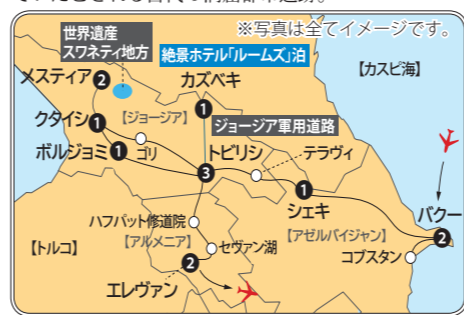 ※写真は全てイメージです。
世界遺産
スワネティ地方
絶景ホテル「ルームズ」泊
【カスピ海】
メスティア
2
カズベキ
1
クタイシ
1
【ジョージア】
ジョージア軍用道路
ボルジョミ
1
ゴリ
トビリシ
3
テラヴィ
1
シェキ
バクー
2
ハフパット修道院
【トルコ】
【アルメニア】
セヴァン湖
【アゼルバイジャン】
コブスタン
2
エレヴァン